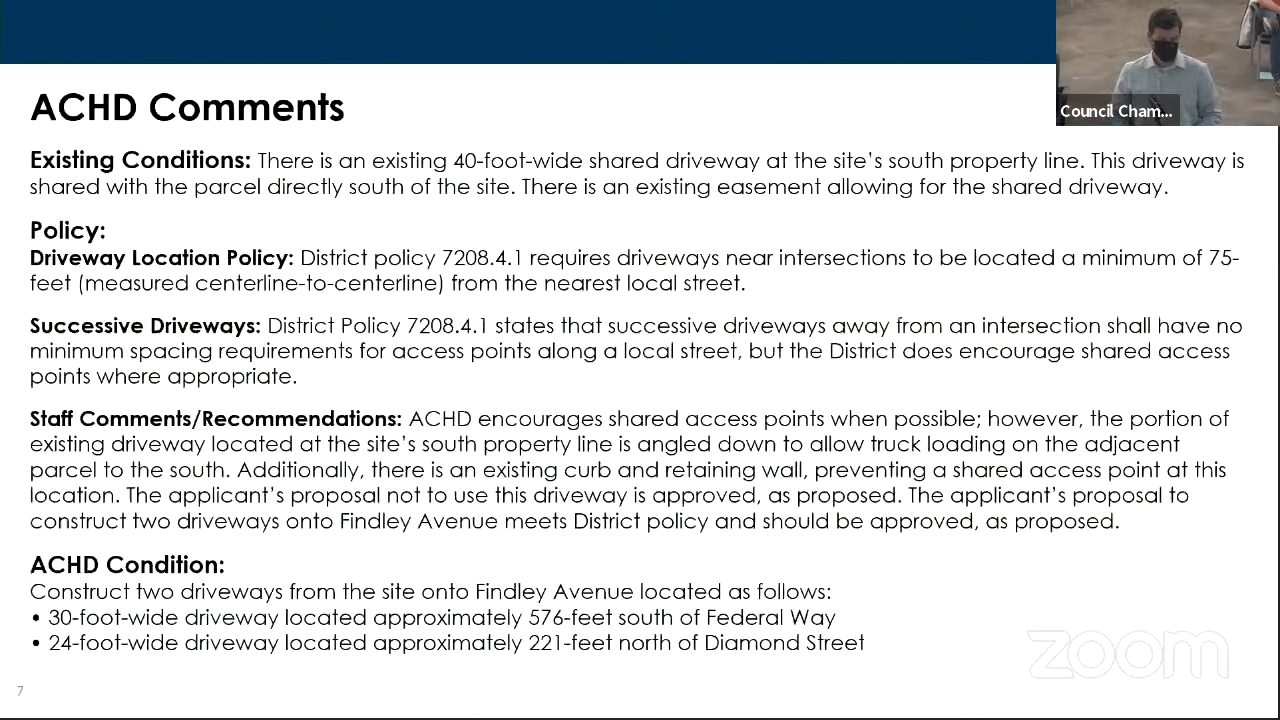 Council Cham...
ACHD Comments
Existing Conditions: There is an existing 40-foot-wide shared driveway at the site's south property line. This driveway is
shared with the parcel directly south of the site. There is an existing easement allowing for the shared driveway.
Policy:
Driveway Location Policy: District policy 7208.4.1 requires driveways near intersections to be located a minimum of 75-
feet (measured centerline-to-centerline) from the nearest local street.
Successive Driveways: District Policy 7208.4.1 states that successive driveways away from an intersection shall have no
minimum spacing requirements for access points along a local street, but the District does encourage shared access
points where appropriate.
Staff Comments/Recommendations: ACHD encourages shared access points when possible; however, the portion of
existing driveway located at the site's south property line is angled down to allow truck loading on the adjacent
parcel to the south. Additionally, there is an existing curb and retaining wall, preventing a shared access point at this
location. The applicant's proposal not to use this driveway is approved, as proposed. The applicant's proposal to
construct two driveways onto Findley Avenue meets District policy and should be approved, as proposed.
ACHD Condition:
Construct two driveways from the site onto Findley Avenue located as follows:
• 30-foot-wide driveway located approximately 576-feet south of Federal Way
• 24-foot-wide driveway located approximately 221-feet north of Diamond Street
zoom
7